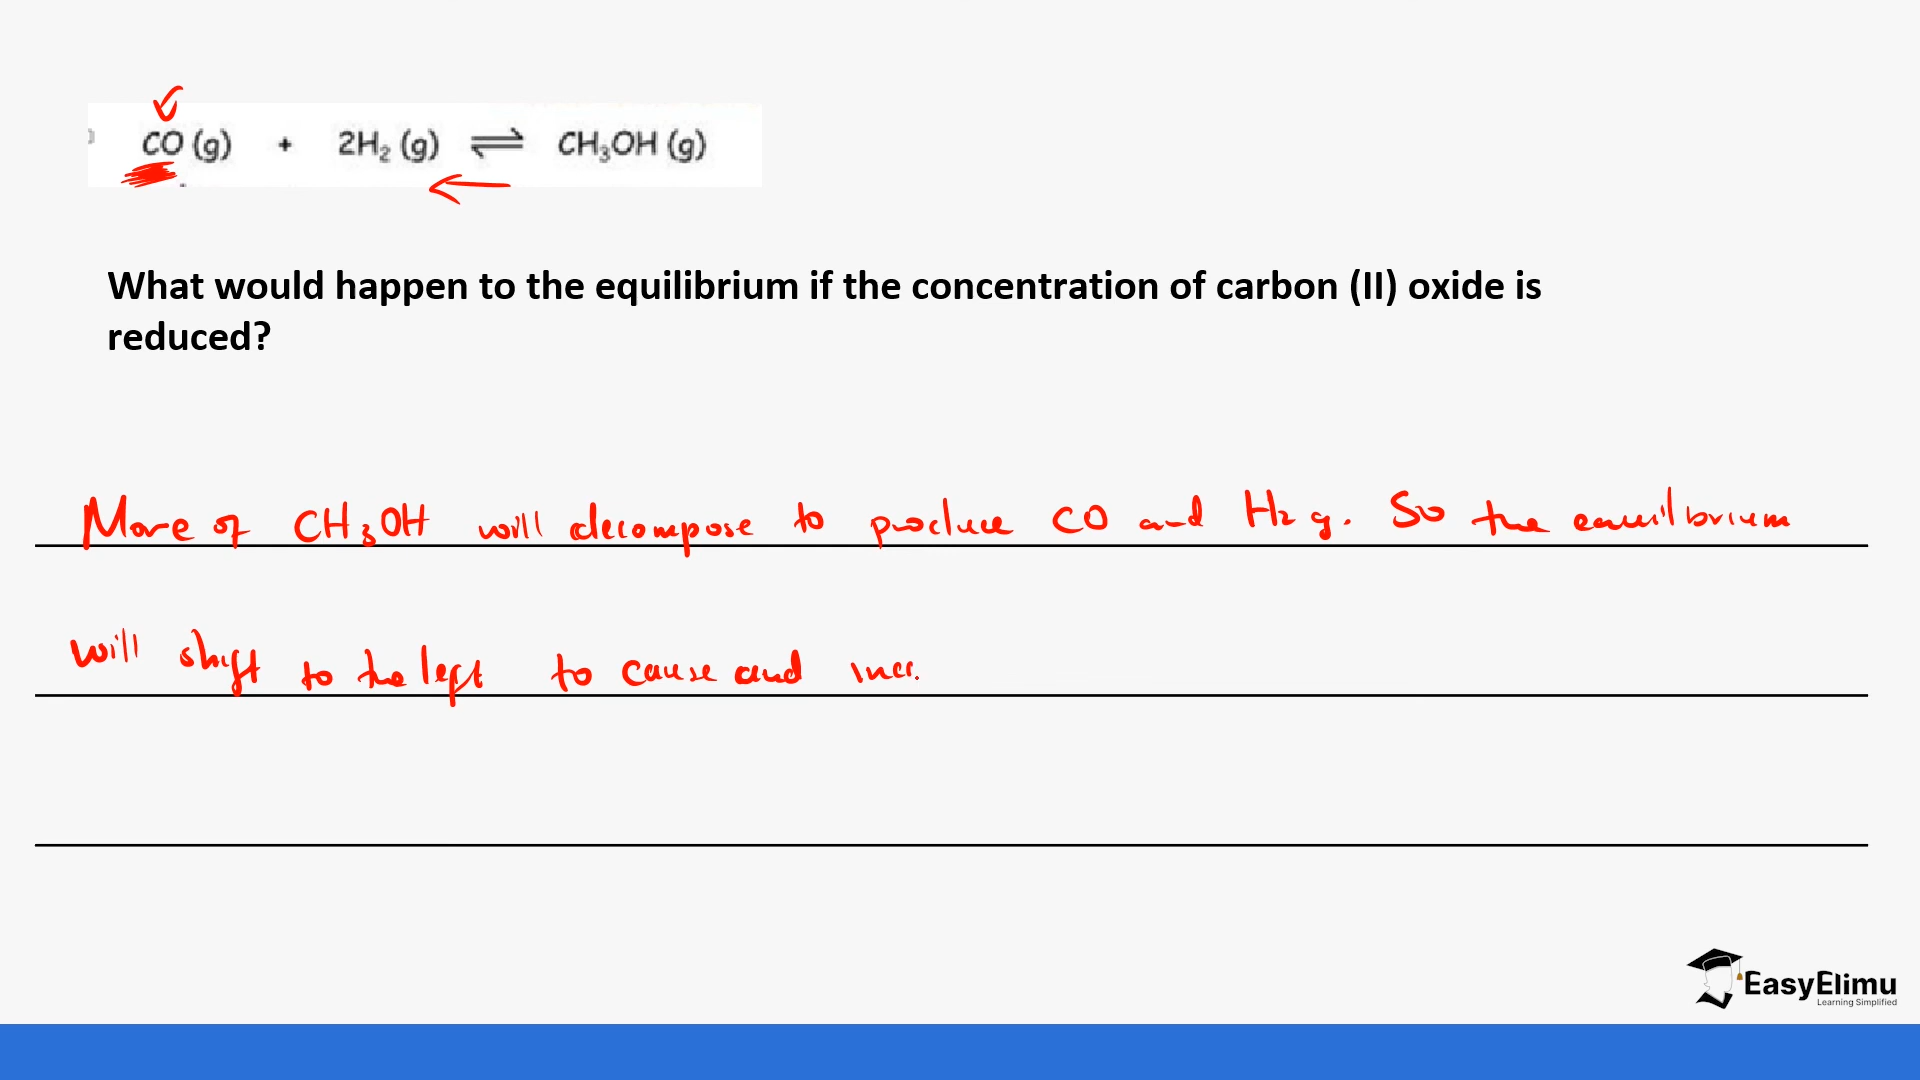 CO (g) + 2H₂ (g) ⇌ CH₃OH (g)
What would happen to the equilibrium if the concentration of carbon (II) oxide is
reduced?
More of CH₃OH will decompose to produce CO and H₂ g. So the equilibrium
will shift to the left to cause and incr.
EasyElimu
Learning Simplified